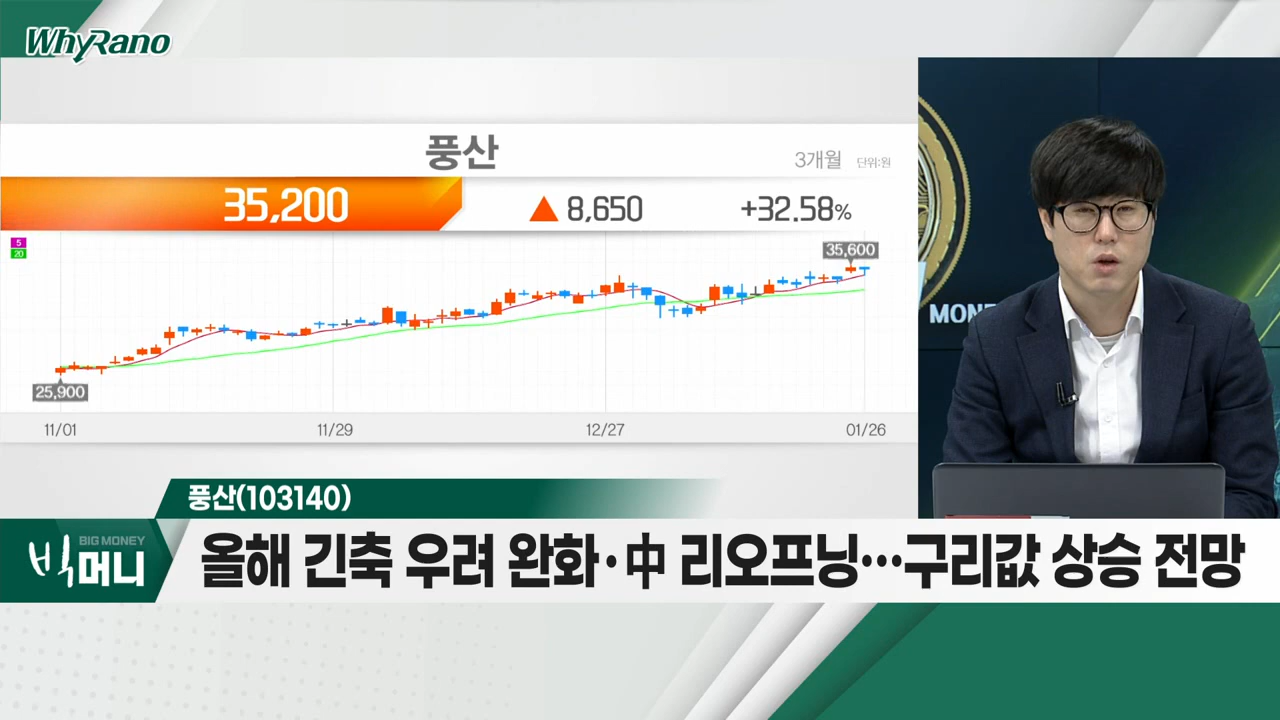 WhyRano
풍산
3개월 단위:원
35,200 ▲ 8,650 +32.58%
5
20
35,600
25,900
11/01 11/29 12/27 01/26
MONE
풍산(103140)
BIG MONEY
빅머니
올해 긴축 우려 완화·中 리오프닝…구리값 상승 전망